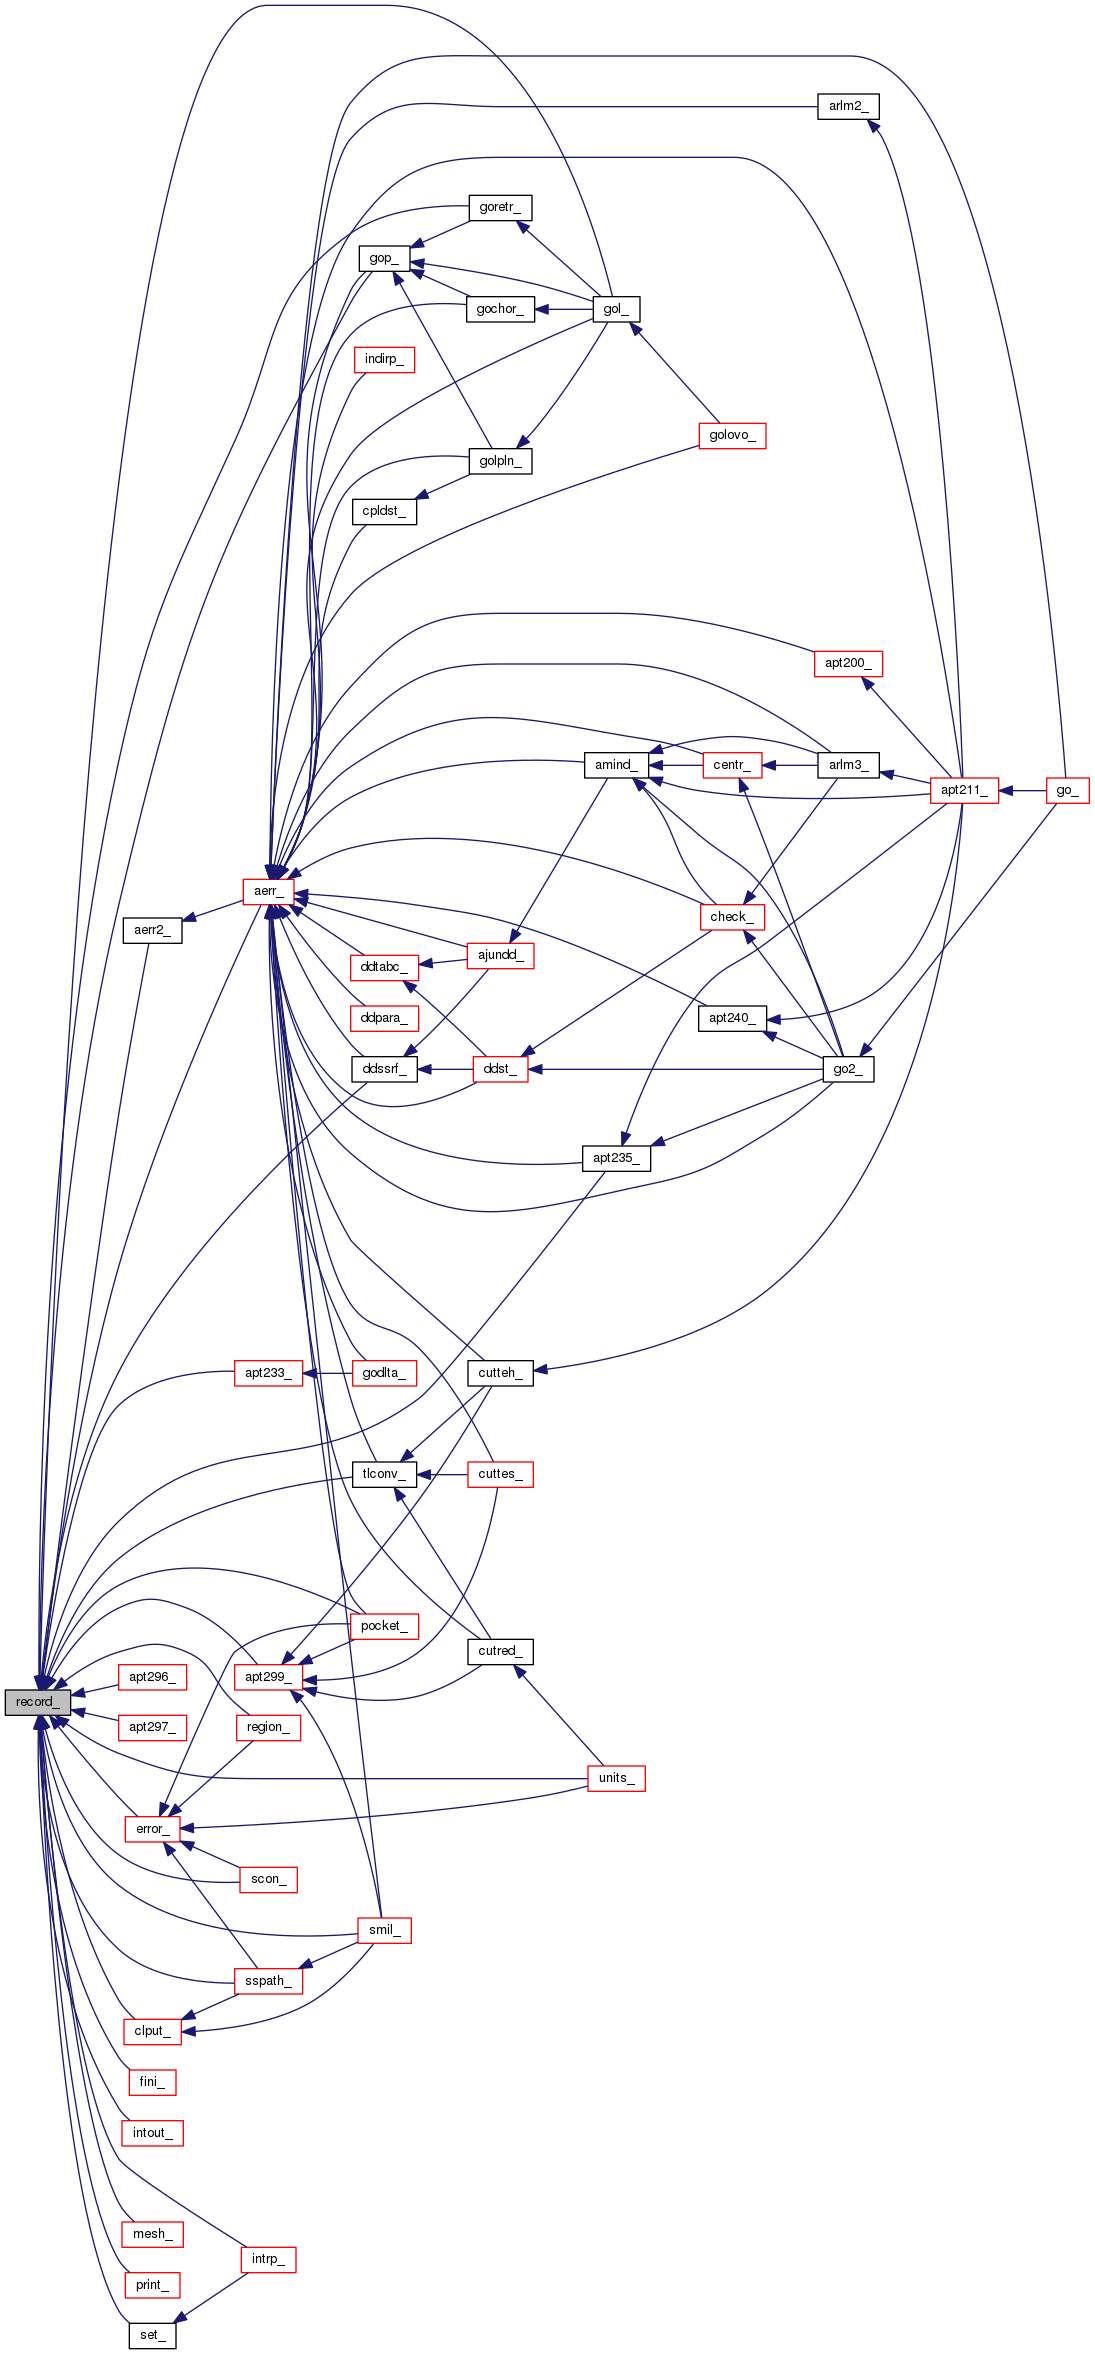 arlm2_
goretr_
gop_
gochor_
gol_
indirp_
golovo_
golpln_
cpldst_
apt200_
amind_
centr_
arlm3_
apt211_
go_
aerr_
check_
aerr2_
ajundd_
ddtabc_
ddpara_
apt240_
ddssrf_
ddst_
go2_
apt235_
apt233_
godlta_
cutteh_
tlconv_
cuttes_
pocket_
cutred_
apt296_
apt299_
record_
apt297_
region_
units_
error_
scon_
smil_
sspath_
clput_
fini_
intout_
mesh_
intrp_
print_
set_